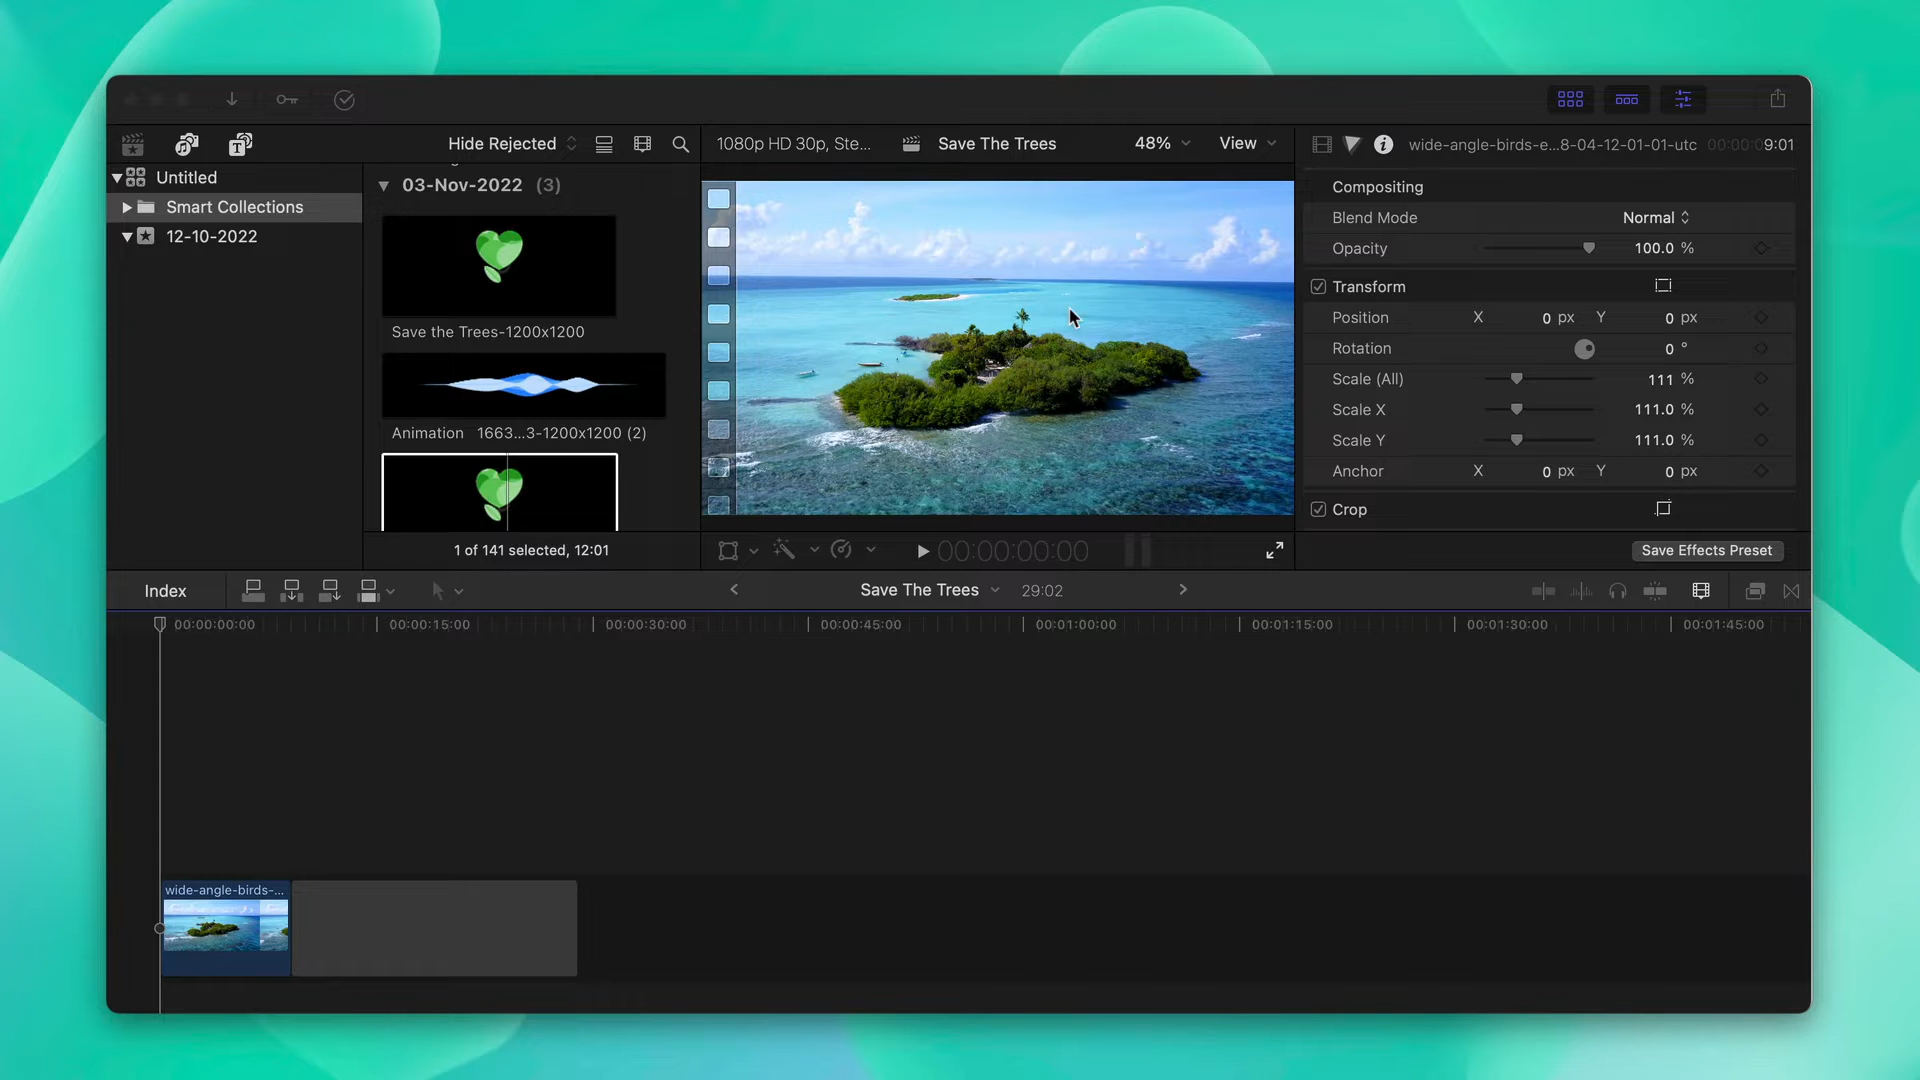 Hide Rejected
1080p HD 30p, Ste...
Save The Trees
48%
View
wide-angle-birds-e...8-04-12-01-01-utc
00:00:09:01
Untitled
Smart Collections
12-10-2022
03-Nov-2022 (3)
Save the Trees-1200x1200
Animation 1663...3-1200x1200 (2)
1 of 141 selected, 12:01
00:00:00:00
Compositing
Blend Mode Normal
Opacity 100.0 %
Transform
Position X 0 px Y 0 px
Rotation 0 °
Scale (All) 111 %
Scale X 111.0 %
Scale Y 111.0 %
Anchor X 0 px Y 0 px
Crop
Save Effects Preset
Index
Save The Trees
29:02
00:00:00:00
00:00:15:00
00:00:30:00
00:00:45:00
00:01:00:00
00:01:15:00
00:01:30:00
00:01:45:00
wide-angle-birds-...